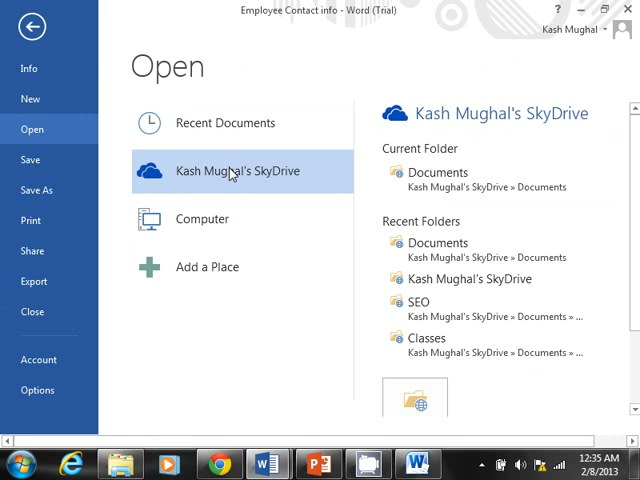 Employee Contact info - Word (Trial)
Kash Mughal
Info
New
Open
Save
Save As
Print
Share
Export
Close
Account
Options
Open
Recent Documents
Kash Mughal's SkyDrive
Computer
Add a Place
Kash Mughal's SkyDrive
Current Folder
Documents
Kash Mughal's SkyDrive » Documents
Recent Folders
Documents
Kash Mughal's SkyDrive » Documents
Kash Mughal's SkyDrive
SEO
Kash Mughal's SkyDrive » Documents » ...
Classes
Kash Mughal's SkyDrive » Documents » ...
12:35 AM
2/8/2013